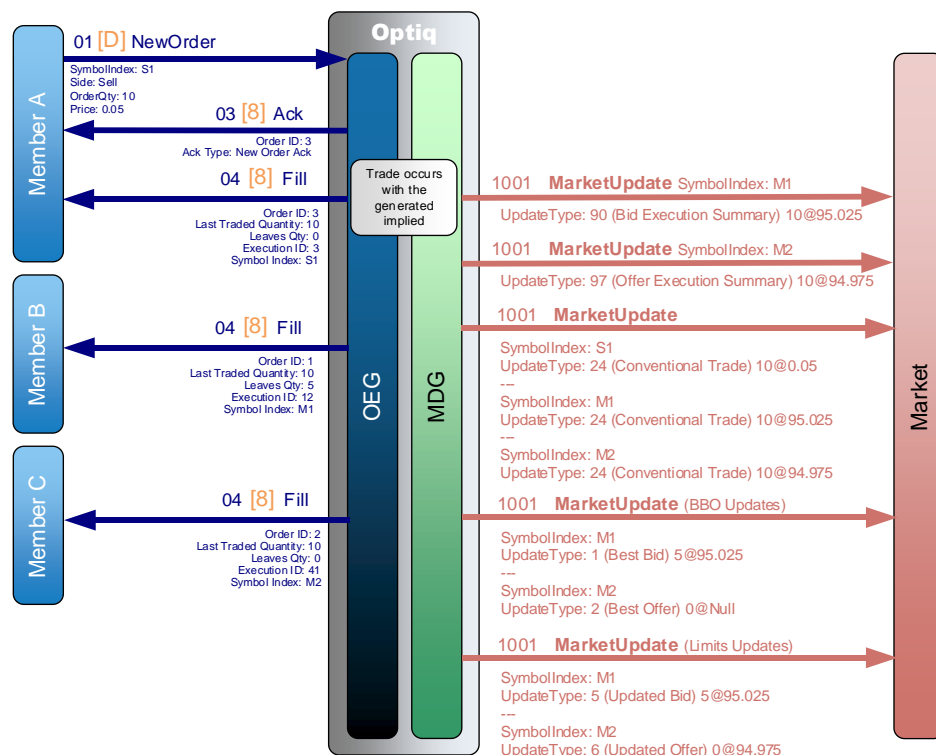 Optiq
Member A
01 [D] NewOrder
SymbolIndex: S1
Side: Sell
OrderQty: 10
Price: 0.05
03 [8] Ack
Order ID: 3
Ack Type: New Order Ack
04 [8] Fill
Order ID: 3
Last Traded Quantity: 10
Leaves Qty: 0
Execution ID: 3
Symbol Index: S1
Member B
04 [8] Fill
Order ID: 1
Last Traded Quantity: 10
Leaves Qty: 5
Execution ID: 12
Symbol Index: M1
Member C
04 [8] Fill
Order ID: 2
Last Traded Quantity: 10
Leaves Qty: 0
Execution ID: 41
Symbol Index: M2
Trade occurs
with the
generated
implied
OEG
MDG
1001 MarketUpdate SymbolIndex: M1
UpdateType: 90 (Bid Execution Summary) 10@95.025
1001 MarketUpdate SymbolIndex: M2
UpdateType: 97 (Offer Execution Summary) 10@94.975
1001 MarketUpdate
SymbolIndex: S1
UpdateType: 24 (Conventional Trade) 10@0.05
---
SymbolIndex: M1
UpdateType: 24 (Conventional Trade) 10@95.025
---
SymbolIndex: M2
UpdateType: 24 (Conventional Trade) 10@94.975
1001 MarketUpdate (BBO Updates)
SymbolIndex: M1
UpdateType: 1 (Best Bid) 5@95.025
---
SymbolIndex: M2
UpdateType: 2 (Best Offer) 0@Null
1001 MarketUpdate (Limits Updates)
SymbolIndex: M1
UpdateType: 5 (Updated Bid) 5@95.025
---
SymbolIndex: M2
UpdateType: 6 (Updated Offer) 0@94.975
Market